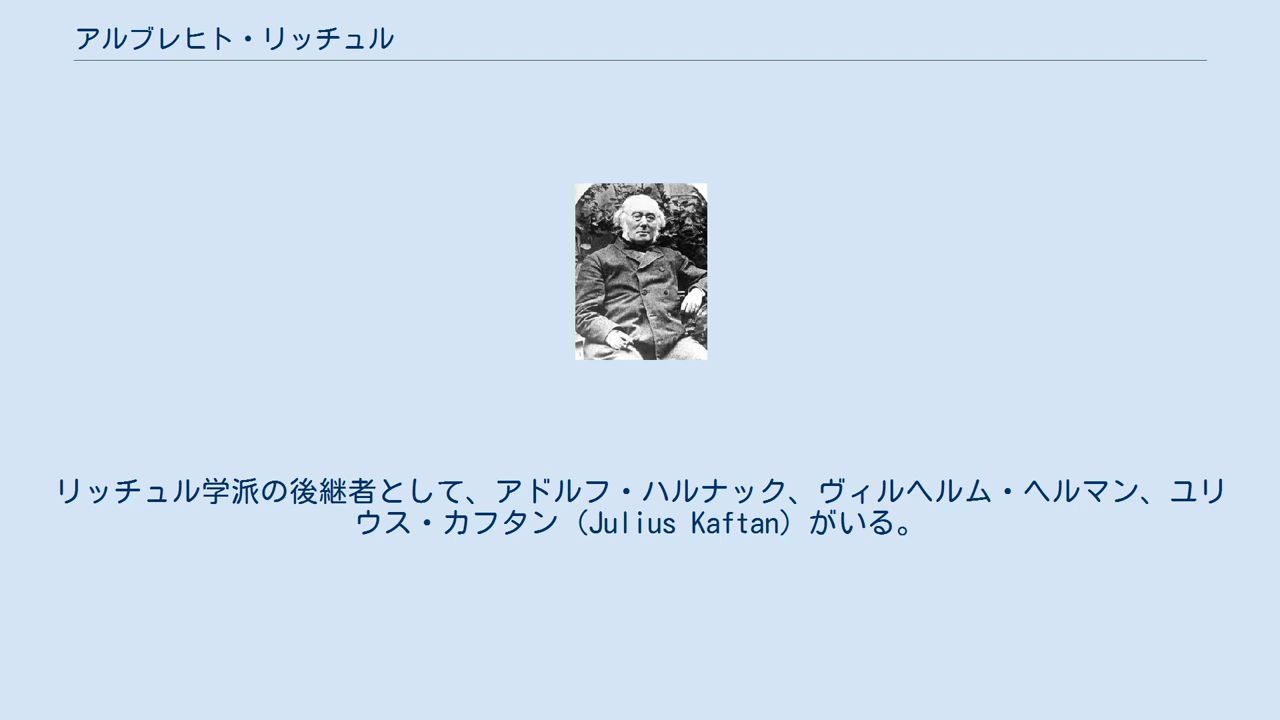 アルブレヒト・リッチュル
リッチュル学派の後継者として、アドルフ・ハルナック、ヴィルヘルム・ヘルマン、ユリ
ウス・カフタン（Julius Kaftan）がいる。